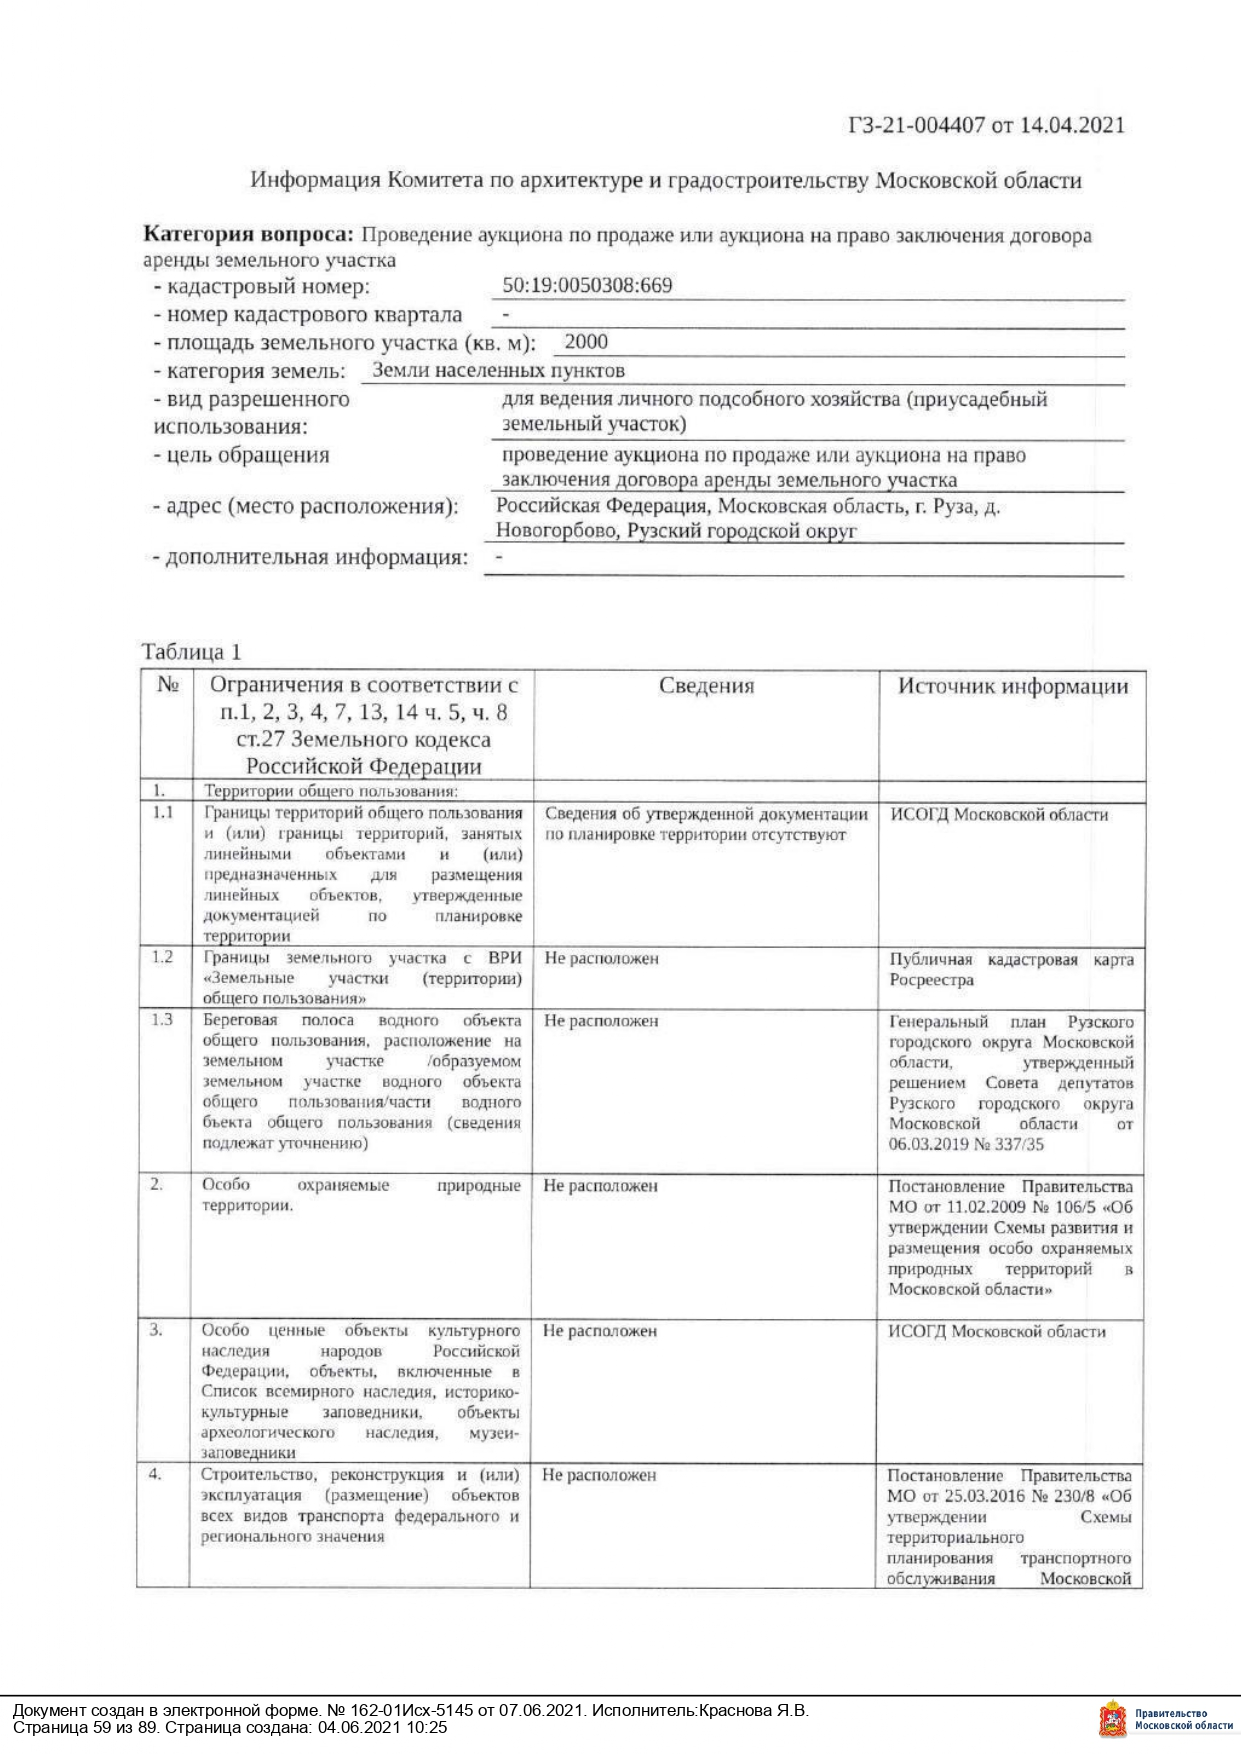 ГЗ-21-004407 от 14.04.2021
Информация Комитета по архитектуре и градостроительству Московской области
Категория вопроса: Проведение аукциона по продаже или аукциона на право заключения договора
аренды земельного участка
- кадастровый номер: 50:19:0050308:669
- номер кадастрового квартала -
- площадь земельного участка (кв. м): 2000
- категория земель: Земли населенных пунктов
- вид разрешенного
использования:
для ведения личного подсобного хозяйства (приусадебный
земельный участок)
- цель обращения
проведение аукциона по продаже или аукциона на право
заключения договора аренды земельного участка
- адрес (место расположения):
Российская Федерация, Московская область, г. Руза, д.
Новогорбово, Рузский городской округ
- дополнительная информация: -
Таблица 1
№
Ограничения в соответствии с
п.1, 2, 3, 4, 7, 13, 14 ч. 5, ч. 8
ст.27 Земельного кодекса
Российской Федерации
Сведения
Источник информации
1.
Территории общего пользования:
1.1
Границы территорий общего пользования
и (или) границы территорий, занятых
линейными объектами и (или)
предназначенных для размещения
линейных объектов, утвержденные
документацией по планировке
территории
Сведения об утвержденной документации
по планировке территории отсутствуют
ИСОГД Московской области
1.2
Границы земельного участка с ВРИ
«Земельные участки (территории)
общего пользования»
Не расположен
Публичная кадастровая карта
Росреестра
1.3
Береговая полоса водного объекта
общего пользования, расположение на
земельном участке /образуемом
земельном участке водного объекта
общего пользования/части водного
бъекта общего пользования (сведения
подлежат уточнению)
Не расположен
Генеральный план Рузского
городского округа Московской
области, утвержденный
решением Совета депутатов
Рузского городского округа
Московской области от
06.03.2019 № 337/35
2.
Особо охраняемые природные
территории.
Не расположен
Постановление Правительства
МО от 11.02.2009 № 106/5 «Об
утверждении Схемы развития и
размещения особо охраняемых
природных территорий в
Московской области»
3.
Особо ценные объекты культурного
наследия народов Российской
Федерации, объекты, включенные в
Список всемирного наследия, историко-
культурные заповедники, объекты
археологического наследия, музеи-
заповедники
Не расположен
ИСОГД Московской области
4.
Строительство, реконструкция и (или)
эксплуатация (размещение) объектов
всех видов транспорта федерального и
регионального значения
Не расположен
Постановление Правительства
МО от 25.03.2016 № 230/8 «Об
утверждении Схемы
территориального
планирования транспортного
обслуживания Московской
Документ создан в электронной форме. № 162-01Исх-5145 от 07.06.2021. Исполнитель:Краснова Я.В.
Страница 59 из 89. Страница создана: 04.06.2021 10:25
Правительство
Московской области